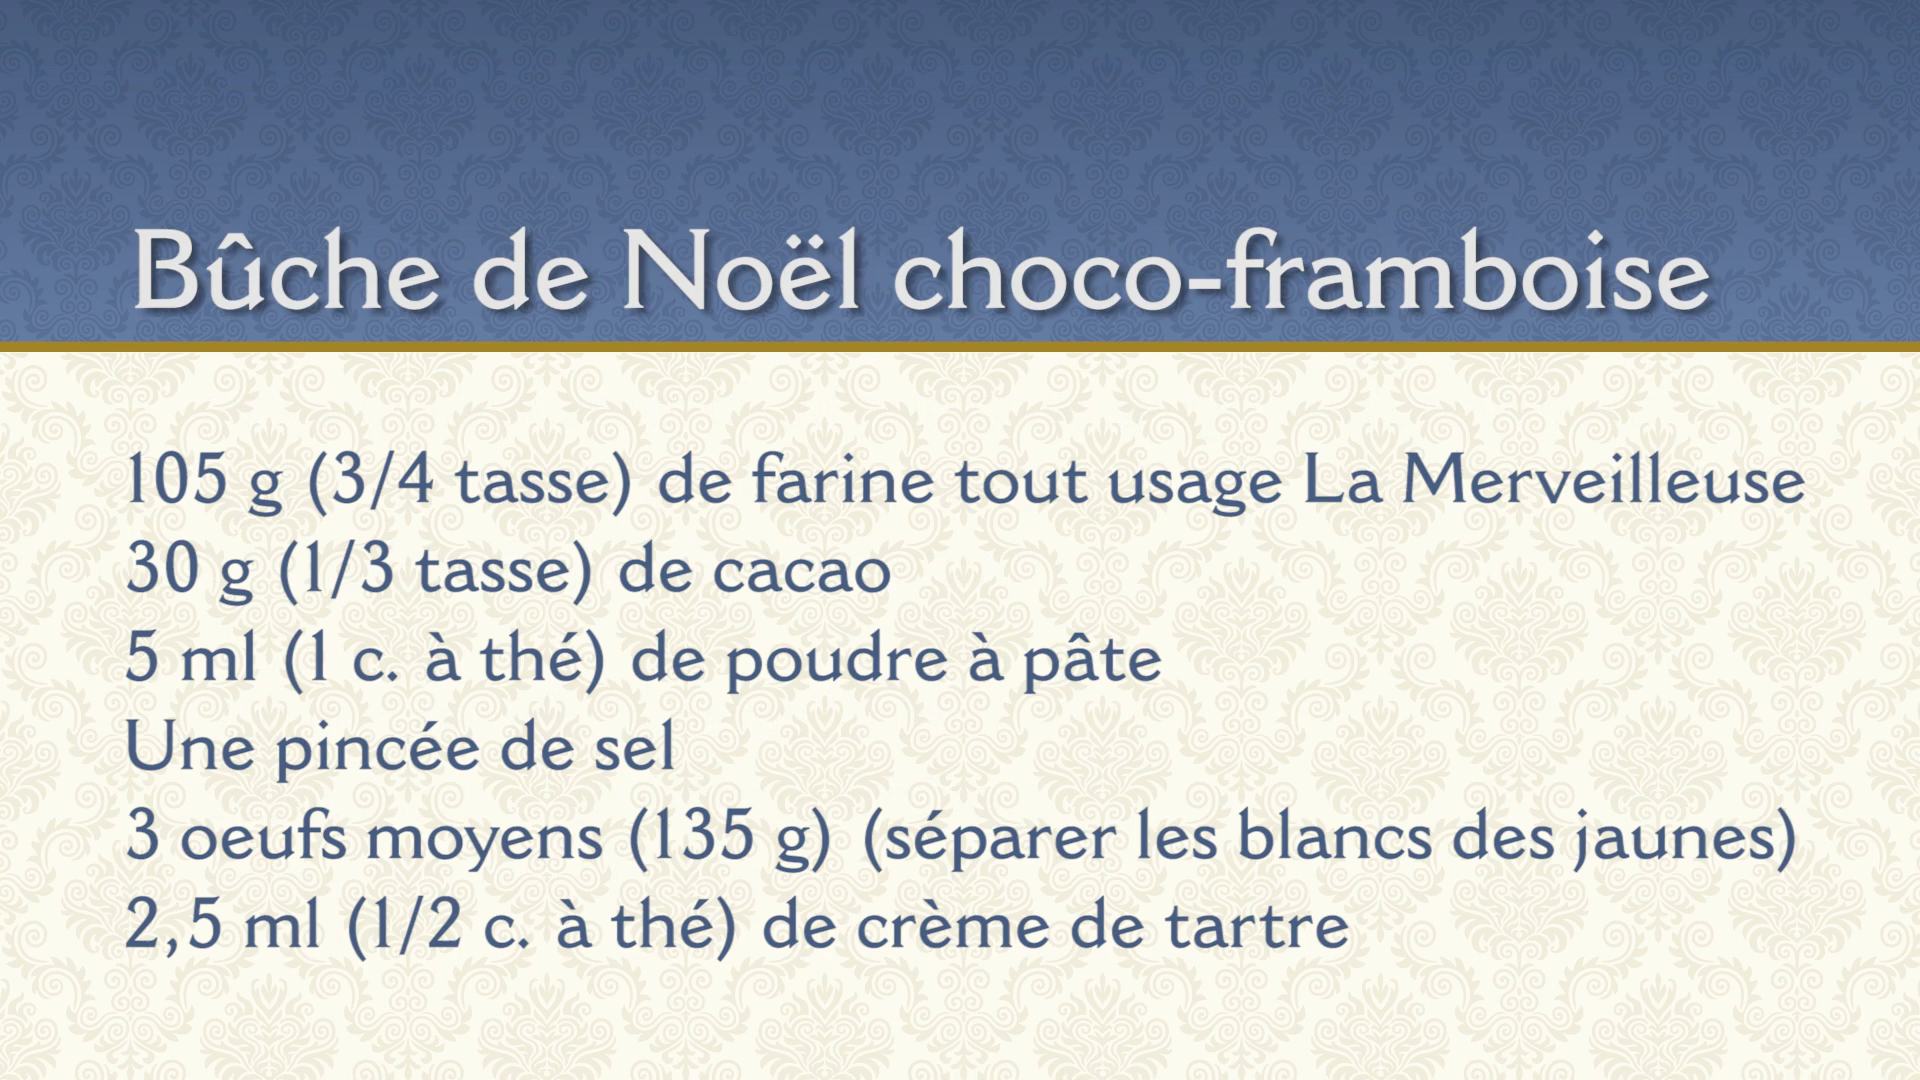 Bûche de Noël choco-framboise
105 g (3/4 tasse) de farine tout usage La Merveilleuse
30 g (1/3 tasse) de cacao
5 ml (1 c. à thé) de poudre à pâte
Une pincée de sel
3 oeufs moyens (135 g) (séparer les blancs des jaunes)
2,5 ml (1/2 c. à thé) de crème de tartre